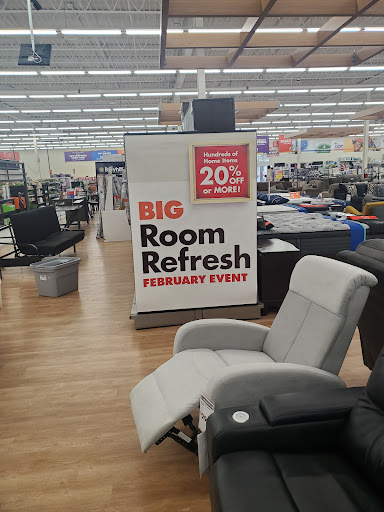 Hundreds of
Home Items
20%
OFF
or MORE!
BIG
Room
Refresh
FEBRUARY EVENT